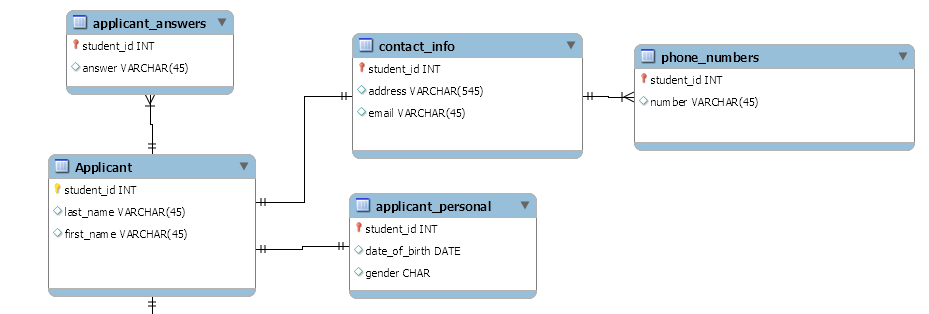 applicant_answers
student_id INT
answer VARCHAR(45)
contact_info
student_id INT
address VARCHAR(545)
email VARCHAR(45)
phone_numbers
student_id INT
number VARCHAR(45)
Applicant
student_id INT
last_name VARCHAR(45)
first_name VARCHAR(45)
applicant_personal
student_id INT
date_of_birth DATE
gender CHAR